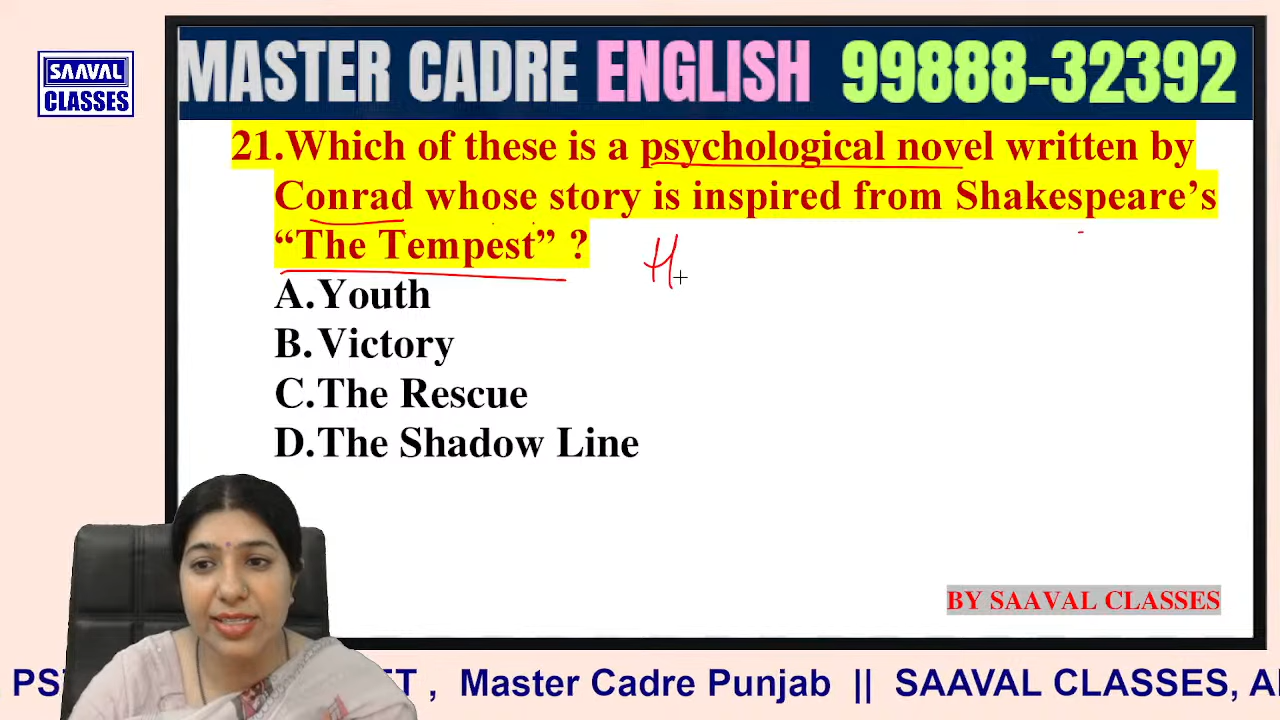 SAAVAL
CLASSES
MASTER CADRE ENGLISH 99888-32392
21.Which of these is a psychological novel written by
Conrad whose story is inspired from Shakespeare's
“The Tempest” ?
H
A.Youth
B.Victory
C.The Rescue
D.The Shadow Line
BY SAAVAL CLASSES
Master Cadre Punjab || SAAVAL CLASSES,